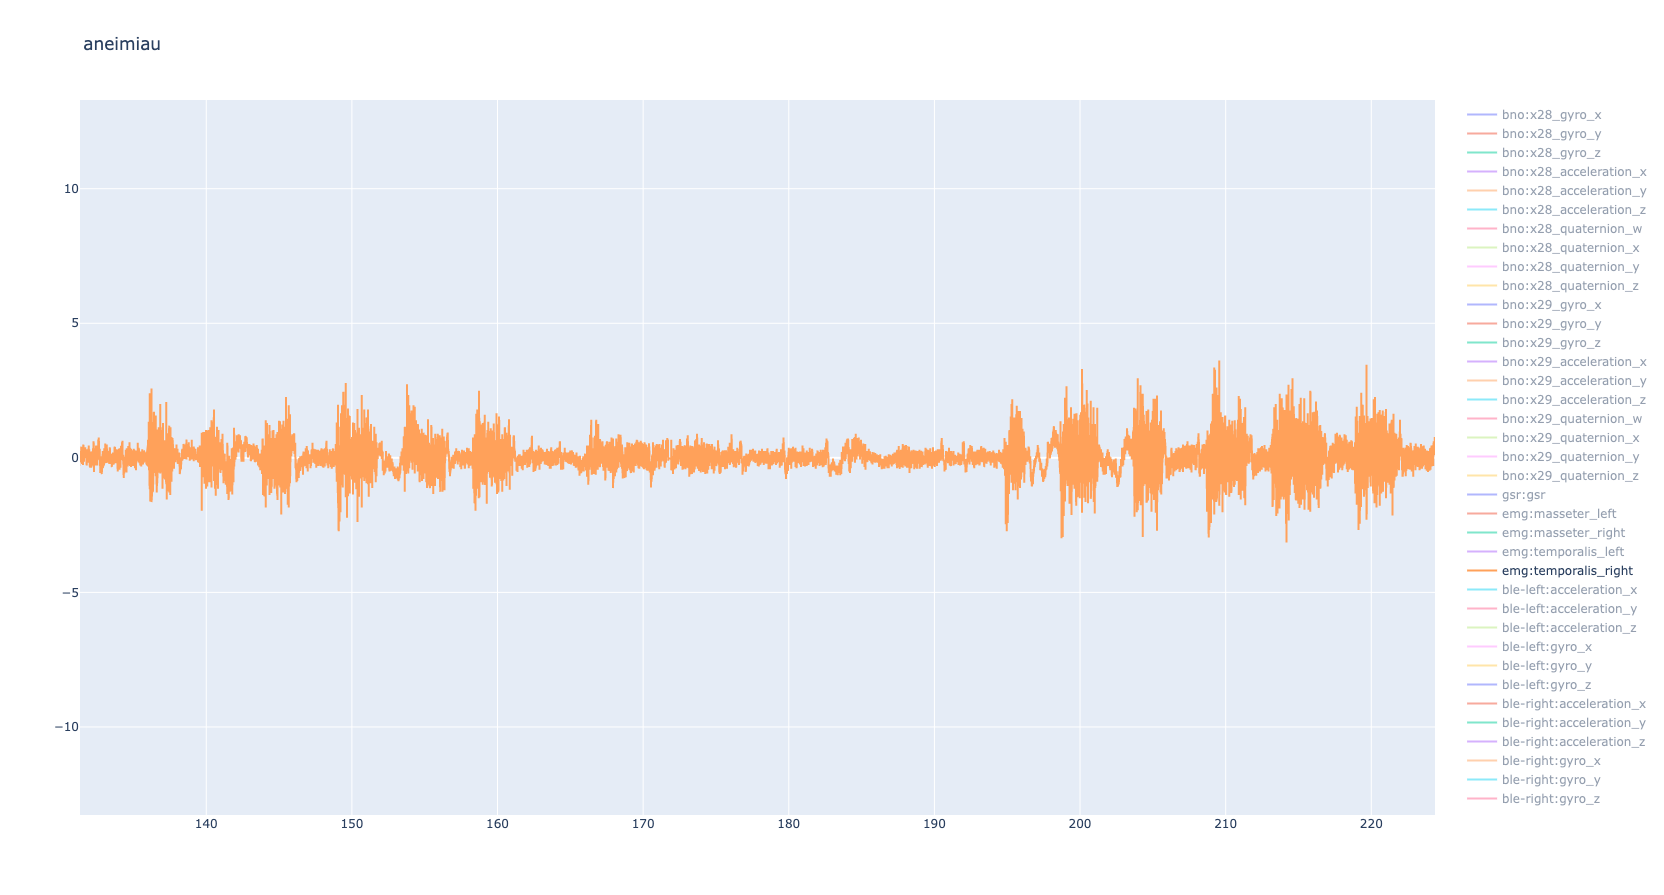 aneimiau
10
5
0
−5
−10
140 150 160 170 180 190 200 210 220
bno:x28_gyro_x
bno:x28_gyro_y
bno:x28_gyro_z
bno:x28_acceleration_x
bno:x28_acceleration_y
bno:x28_acceleration_z
bno:x28_quaternion_w
bno:x28_quaternion_x
bno:x28_quaternion_y
bno:x28_quaternion_z
bno:x29_gyro_x
bno:x29_gyro_y
bno:x29_gyro_z
bno:x29_acceleration_x
bno:x29_acceleration_y
bno:x29_acceleration_z
bno:x29_quaternion_w
bno:x29_quaternion_x
bno:x29_quaternion_y
bno:x29_quaternion_z
gsr:gsr
emg:masseter_left
emg:masseter_right
emg:temporalis_left
emg:temporalis_right
ble-left:acceleration_x
ble-left:acceleration_y
ble-left:acceleration_z
ble-left:gyro_x
ble-left:gyro_y
ble-left:gyro_z
ble-right:acceleration_x
ble-right:acceleration_y
ble-right:acceleration_z
ble-right:gyro_x
ble-right:gyro_y
ble-right:gyro_z